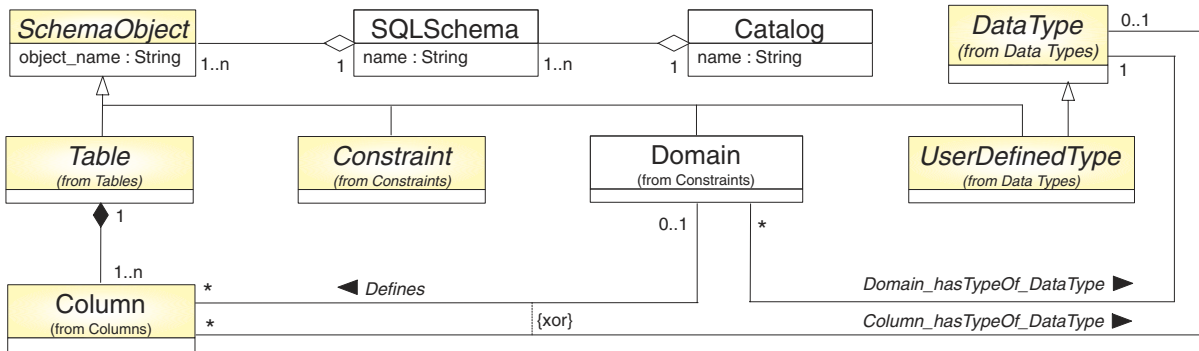 SchemaObject
object_name : String
1..n
1
SQLSchema
name : String
1..n
1
Catalog
name : String
DataType
(from Data Types)
0..1
1
Table
(from Tables)
Constraint
(from Constraints)
Domain
(from Constraints)
UserDefinedType
(from Data Types)
1
0..1
*
1..n
*
Defines
Domain_hasTypeOf_DataType
Column
(from Columns)
*
{xor}
Column_hasTypeOf_DataType